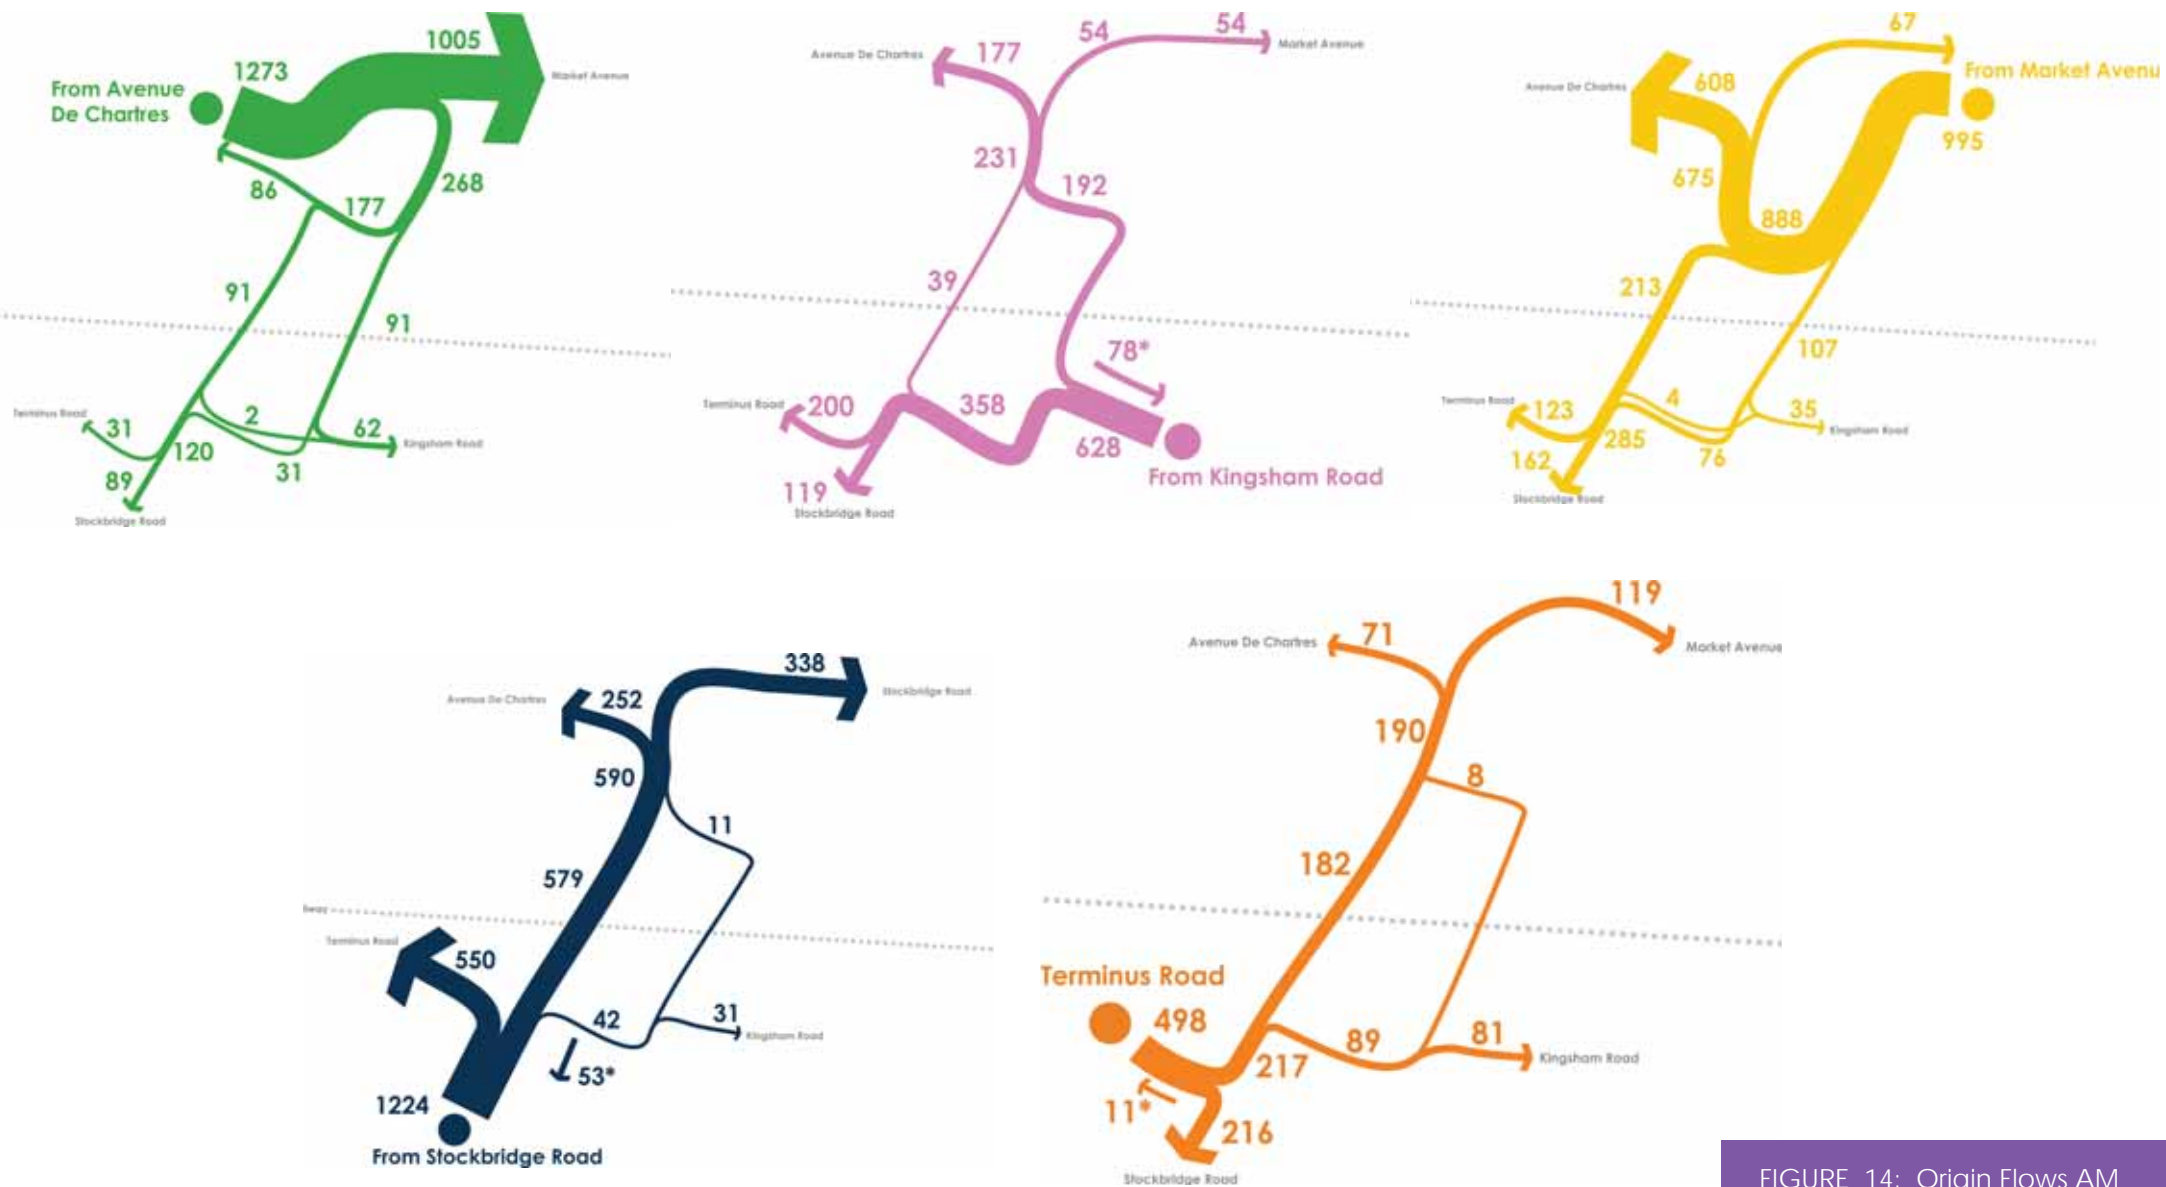 1005
1273
Market Avenue
From Avenue
De Chartres
86
177
268
91
91
Terminus Road
31
2
62
Kingsham Road
120
31
89
Stockbridge Road
54
54
Market Avenue
Avenue De Chartres
177
231
192
39
78*
Terminus Road
200
358
628
From Kingsham Road
119
Stockbridge Road
67
From Market Avenu
Avenue De Chartres
608
995
675
888
213
107
Terminus Road
123
4
35
Kingsham Road
285
76
162
Stockbridge Road
338
Stockbridge Road
Avenue De Chartres
252
590
11
579
lway
Terminus Road
550
42
31
Kingsham Road
53*
1224
From Stockbridge Road
119
Avenue De Chartres
71
Market Avenue
190
8
182
Terminus Road
498
217
89
81
Kingsham Road
11*
216
Stockbridge Road
FIGURE 14: Origin Flows AM